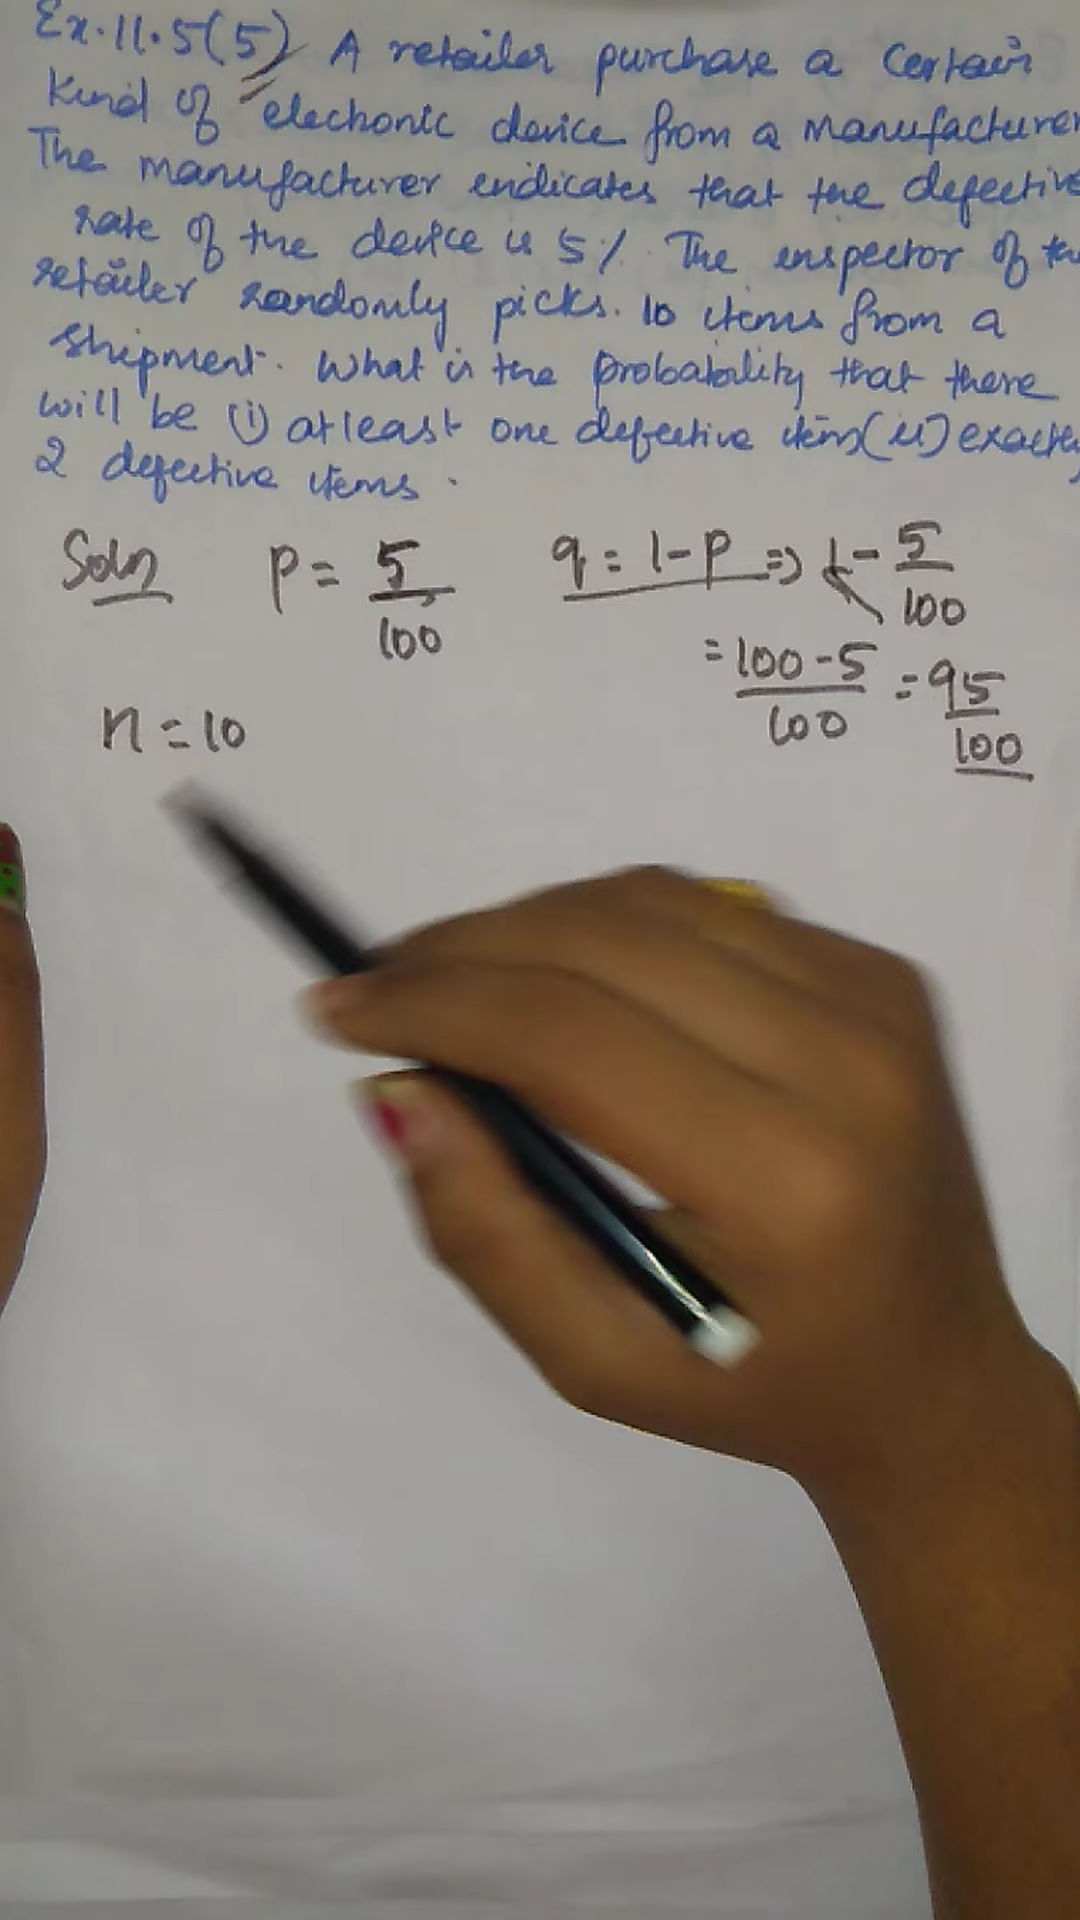 Ex.11.5(5) A retailer purchase a certain
kind of electronic device from a manufacturer
The manufacturer indicates that the defective
rate of the device is 5%. The inspector of the
retailer randomly picks. 10 items from a
shipment. What is the probability that there
will be (i) atleast one defective item (ii) exactly
2 defective items.
Soln p = 5/100 q = 1-p => 1 - 5/100
= 100-5/100 = 95/100
n = 10